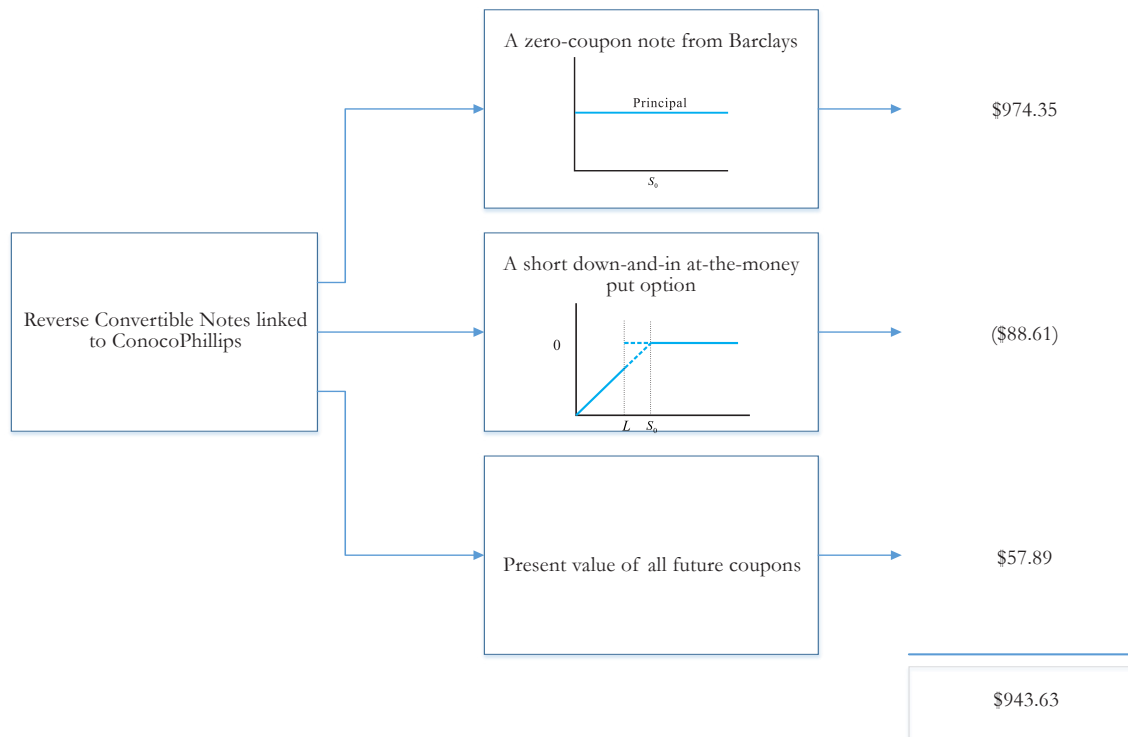 A zero-coupon note from Barclays
Principal
S₀
$974.35
Reverse Convertible Notes linked
to ConocoPhillips
A short down-and-in at-the-money
put option
0
L S₀
($88.61)
Present value of all future coupons
$57.89
$943.63